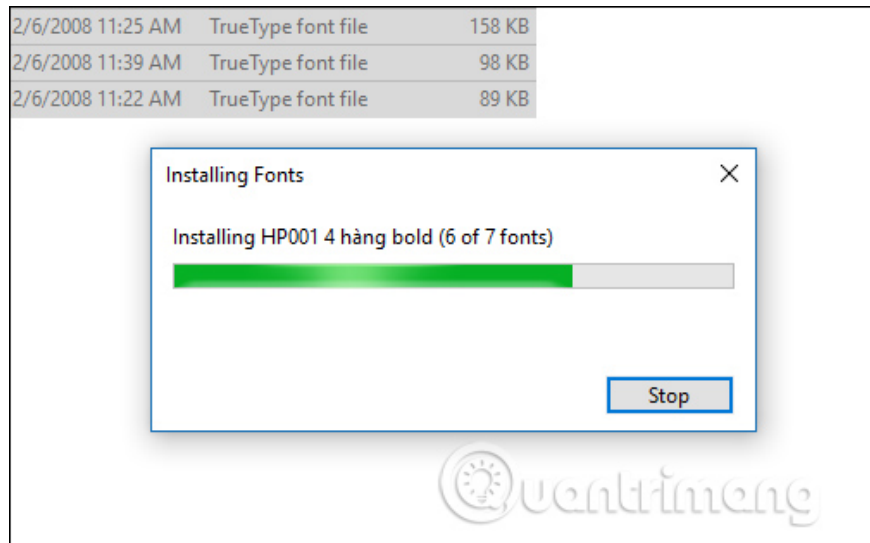 2/6/2008 11:25 AM TrueType font file 158 KB
2/6/2008 11:39 AM TrueType font file 98 KB
2/6/2008 11:22 AM TrueType font file 89 KB
Installing Fonts
Installing HP001 4 hàng bold (6 of 7 fonts)
Stop
Quantrimang